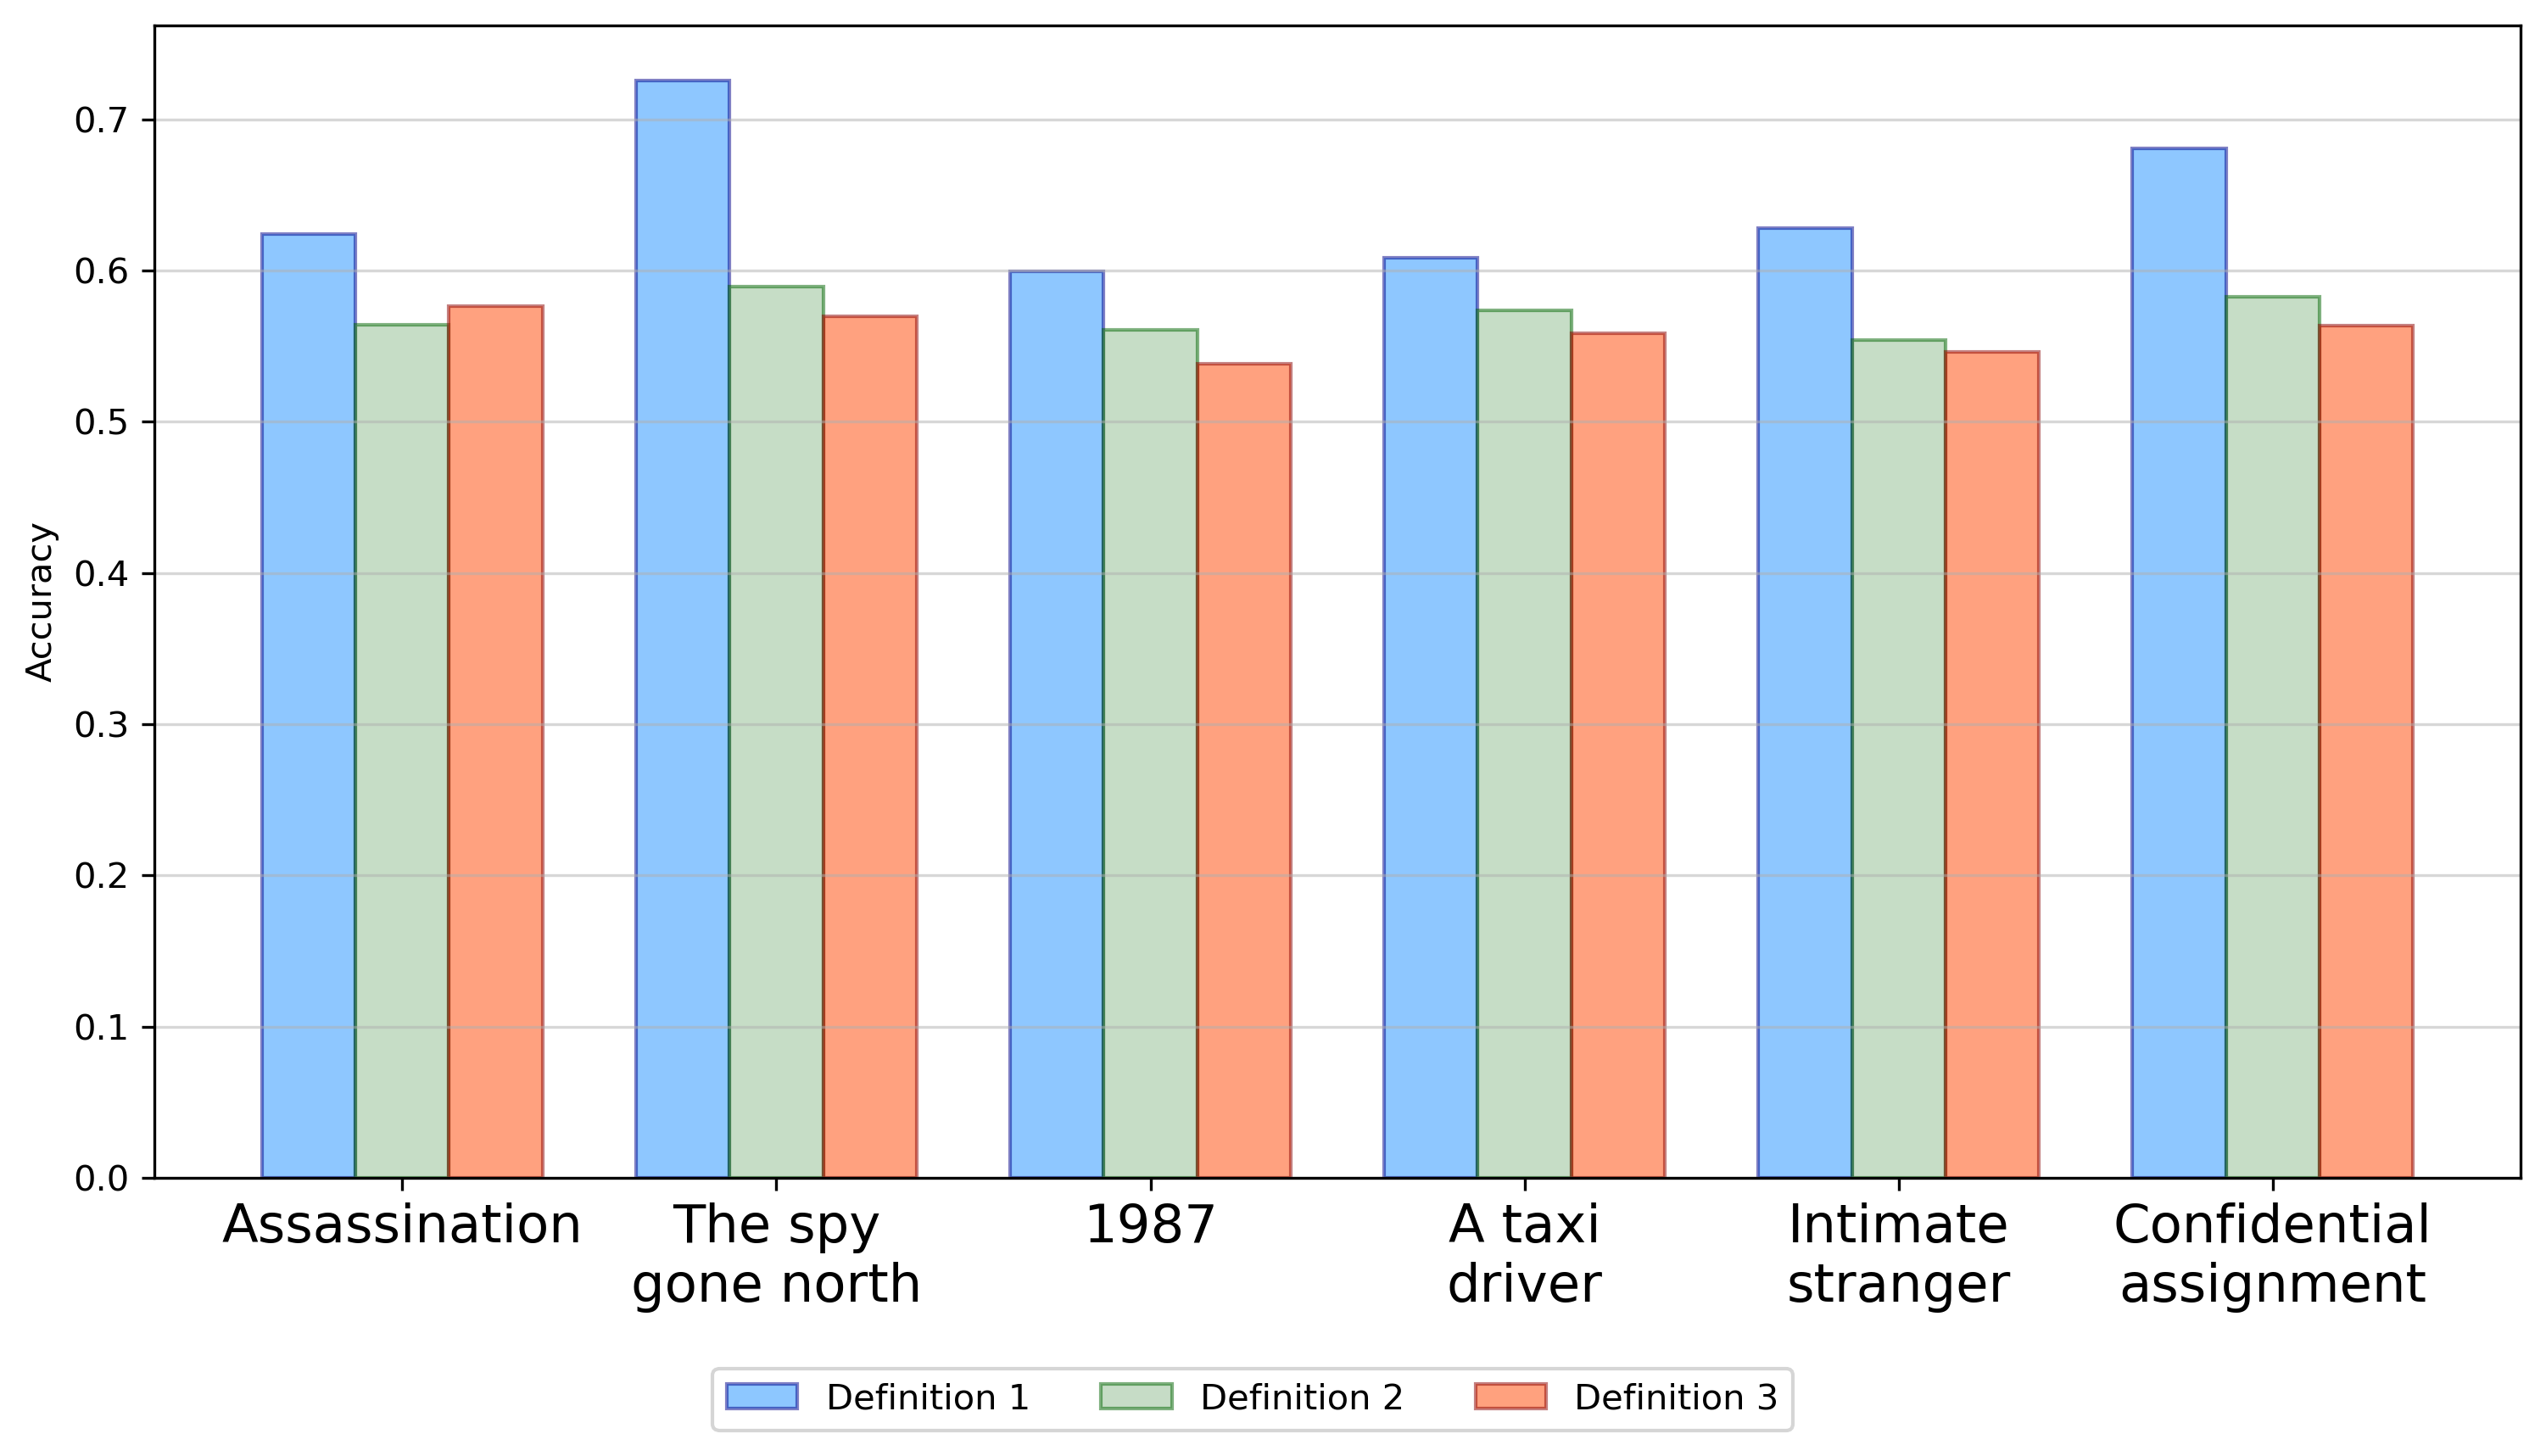 0.7
0.6
0.5
0.4
0.3
0.2
0.1
0.0
Accuracy
Assassination
The spy
gone north
1987
A taxi
driver
Intimate
stranger
Confidential
assignment
Definition 1
Definition 2
Definition 3